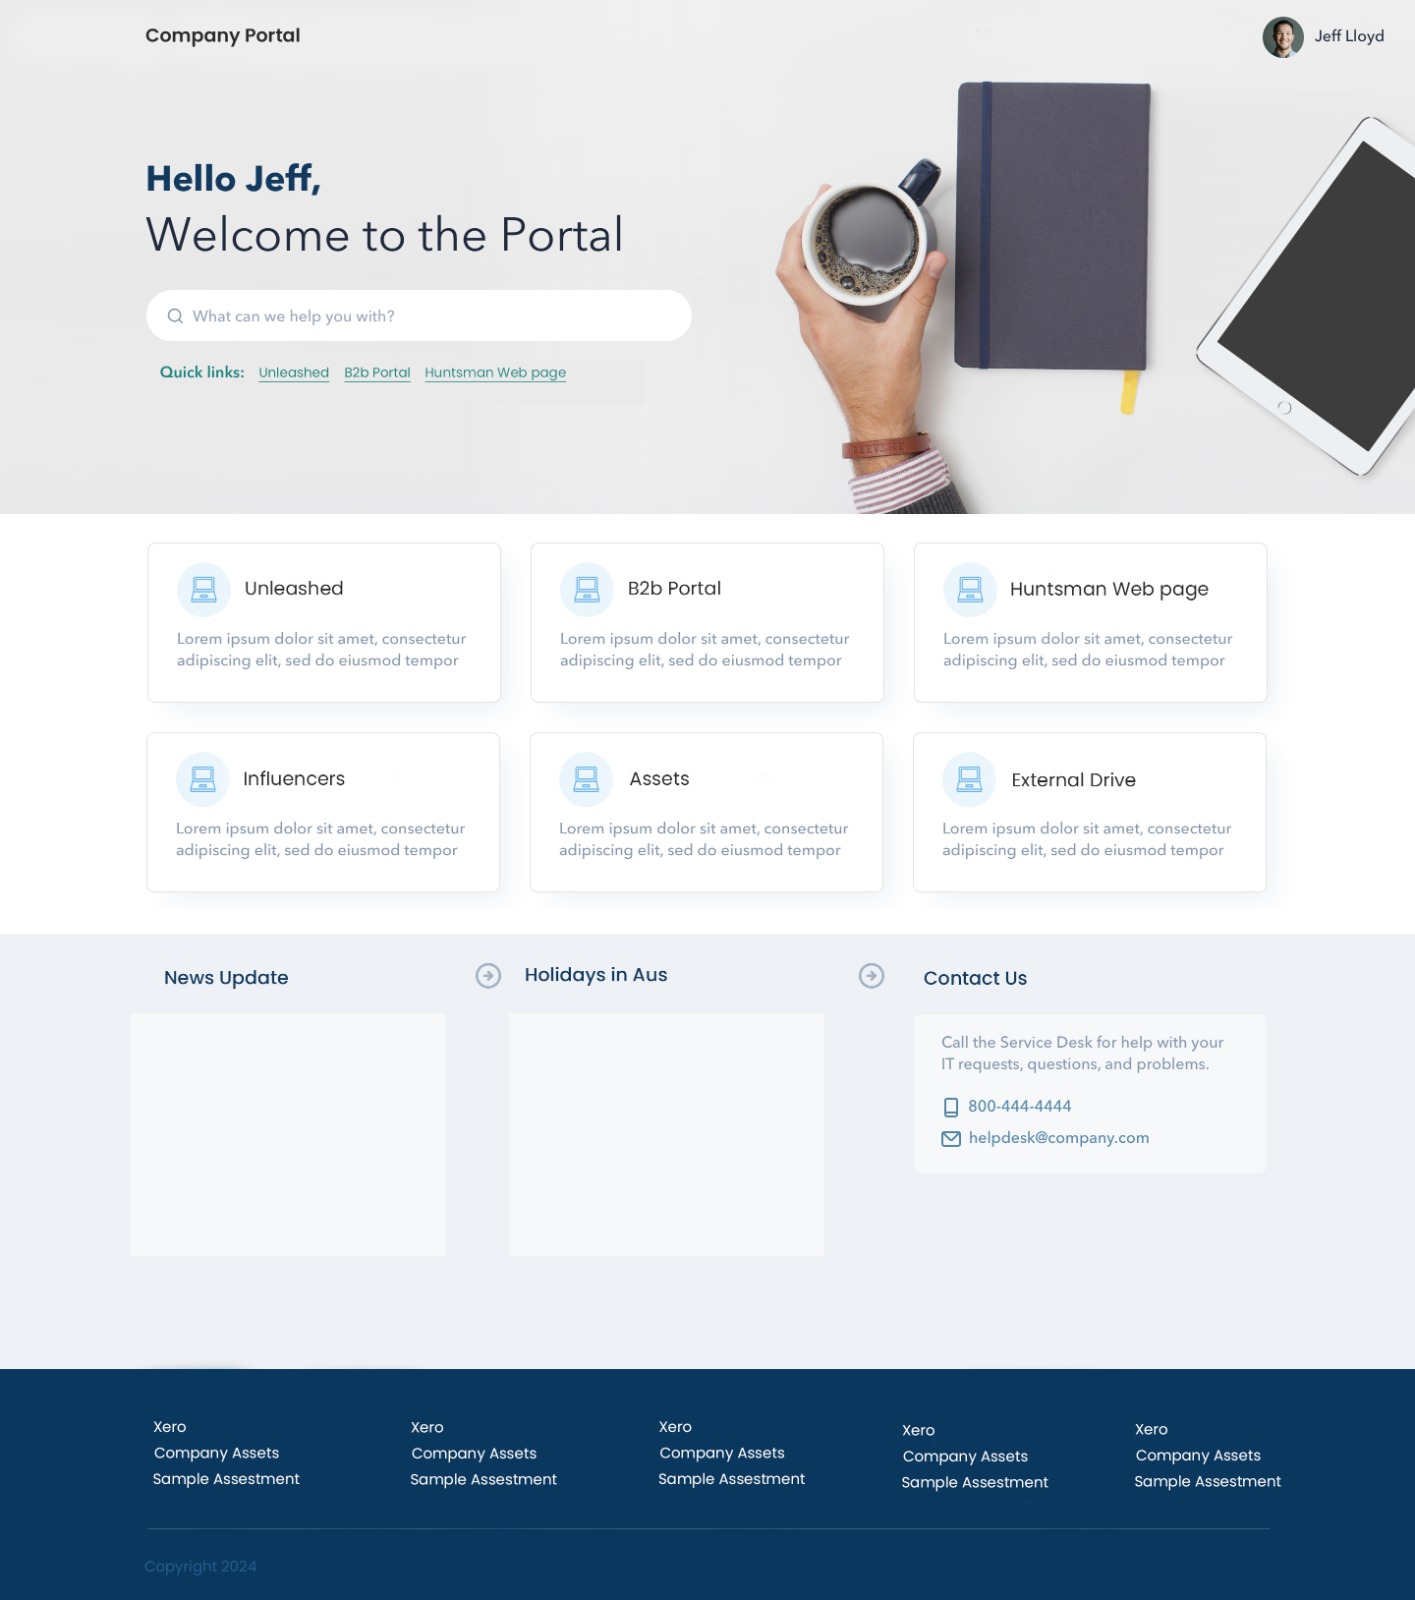 Company Portal
Jeff Lloyd
Hello Jeff,
Welcome to the Portal
What can we help you with?
Quick links: Unleashed B2b Portal Huntsman Web page
Unleashed
Lorem ipsum dolor sit amet, consectetur
adipiscing elit, sed do eiusmod tempor
B2b Portal
Lorem ipsum dolor sit amet, consectetur
adipiscing elit, sed do eiusmod tempor
Huntsman Web page
Lorem ipsum dolor sit amet, consectetur
adipiscing elit, sed do eiusmod tempor
Influencers
Lorem ipsum dolor sit amet, consectetur
adipiscing elit, sed do eiusmod tempor
Assets
Lorem ipsum dolor sit amet, consectetur
adipiscing elit, sed do eiusmod tempor
External Drive
Lorem ipsum dolor sit amet, consectetur
adipiscing elit, sed do eiusmod tempor
News Update
Holidays in Aus
Contact Us
Call the Service Desk for help with your
IT requests, questions, and problems.
800-444-4444
helpdesk@company.com
Xero
Company Assets
Sample Assestment
Xero
Company Assets
Sample Assestment
Xero
Company Assets
Sample Assestment
Xero
Company Assets
Sample Assestment
Xero
Company Assets
Sample Assestment
Copyright 2024